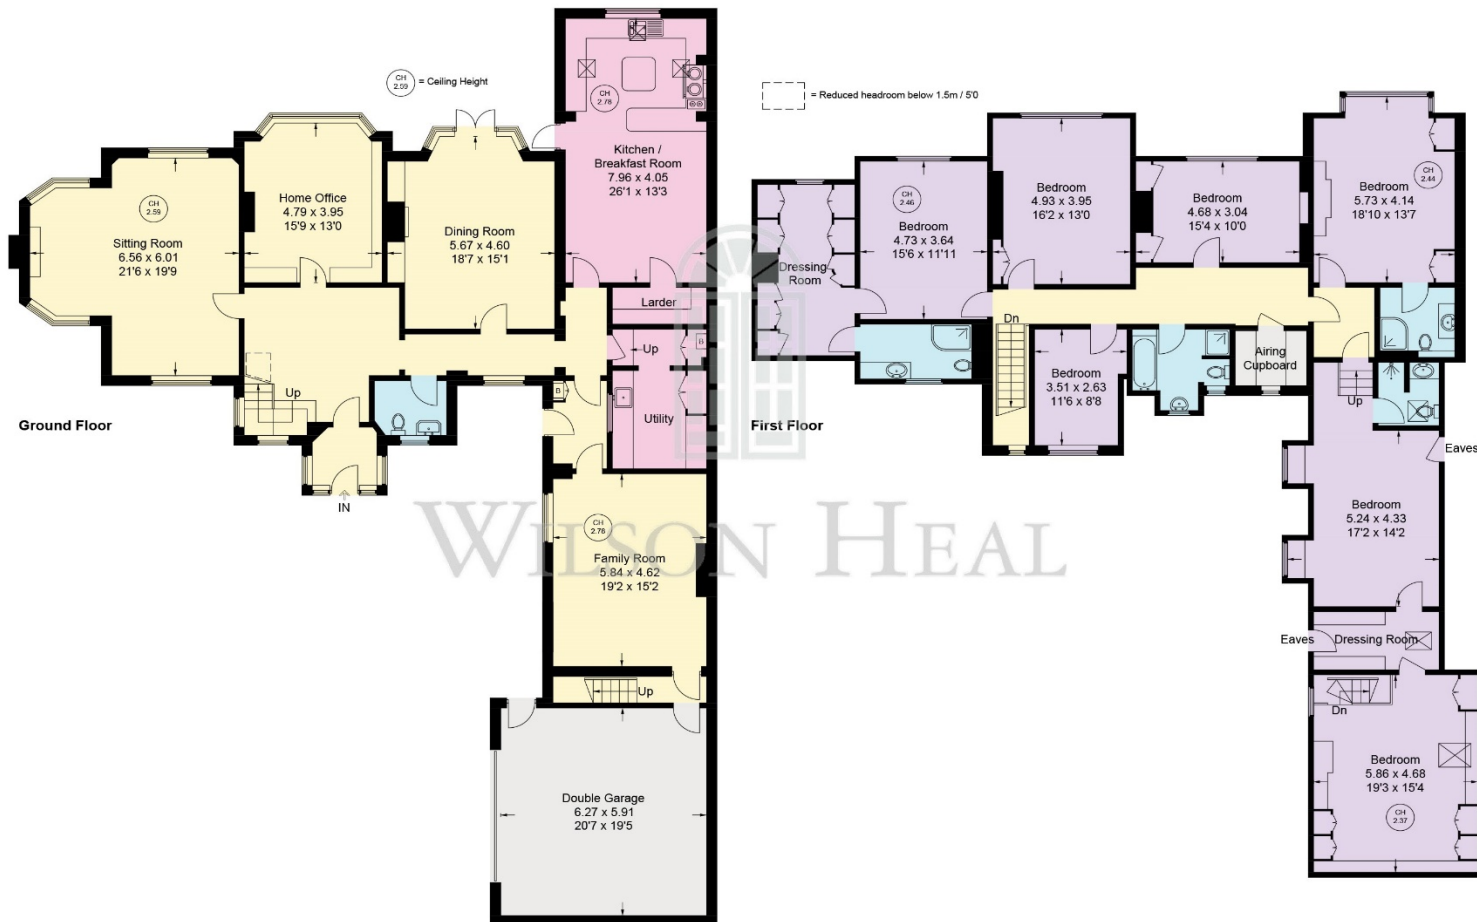 CH
2.59
= Ceiling Height
= Reduced headroom below 1.5m / 5'0
CH
2.78
Kitchen /
Breakfast Room
7.96 x 4.05
26'1 x 13'3
Home Office
4.79 x 3.95
15'9 x 13'0
CH
2.59
Sitting Room
6.56 x 6.01
21'6 x 19'9
Dining Room
5.67 x 4.60
18'7 x 15'1
Larder
Up
B
Up
B
Utility
Ground Floor
IN
CH
2.76
Family Room
5.84 x 4.62
19'2 x 15'2
Up
Double Garage
6.27 x 5.91
20'7 x 19'5
WILSON HEAL
Dressing
Room
CH
2.46
Bedroom
4.73 x 3.64
15'6 x 11'11
Bedroom
4.93 x 3.95
16'2 x 13'0
Bedroom
4.68 x 3.04
15'4 x 10'0
CH
2.44
Bedroom
5.73 x 4.14
18'10 x 13'7
Dn
Bedroom
3.51 x 2.63
11'6 x 8'8
Airing
Cupboard
Up
First Floor
Eaves
Bedroom
5.24 x 4.33
17'2 x 14'2
Eaves
Dressing Room
Dn
Bedroom
5.86 x 4.68
19'3 x 15'4
CH
2.37